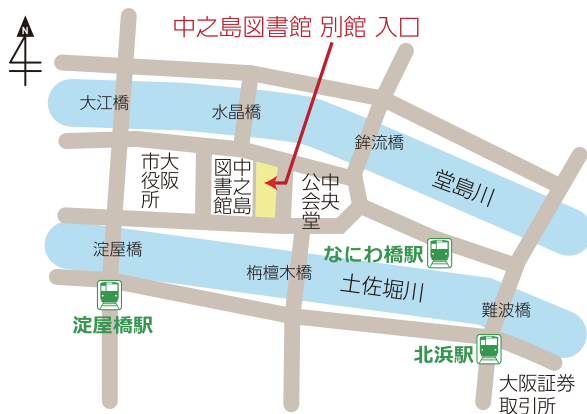 中之島図書館 別館 入口
N
大江橋
水晶橋
鉾流橋
堂島川
大阪
市役所
中之島
図書館
中央
公会堂
淀屋橋
なにわ橋駅
栴檀木橋
土佐堀川
難波橋
淀屋橋駅
北浜駅
大阪証券
取引所